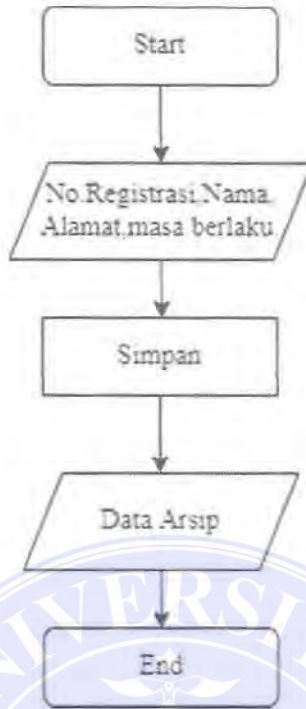 Start
No.Registrasi,Nama,
Alamat,masa berlaku
Simpan
Data Arsip
End